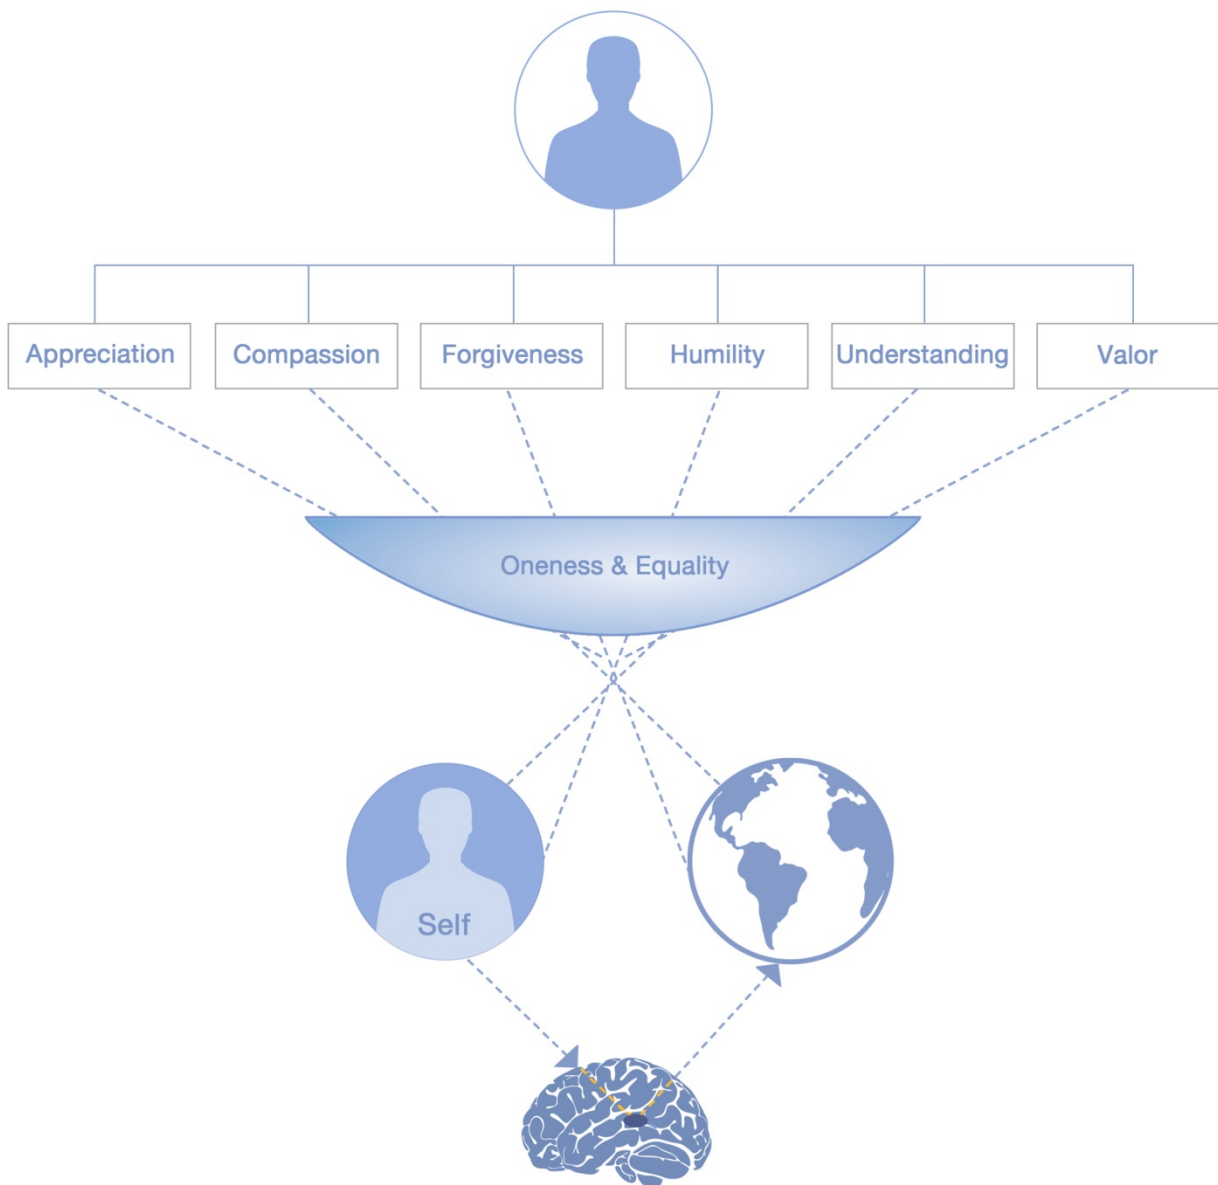 Appreciation
Compassion
Forgiveness
Humility
Understanding
Valor
Oneness & Equality
Self